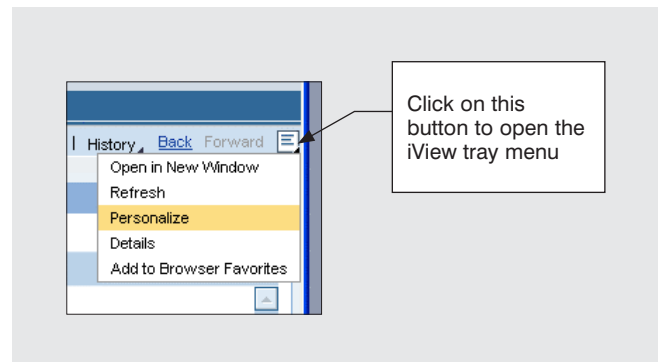 | History Back Forward
Open in New Window
Refresh
Personalize
Details
Add to Browser Favorites
Click on this
button to open the
iView tray menu